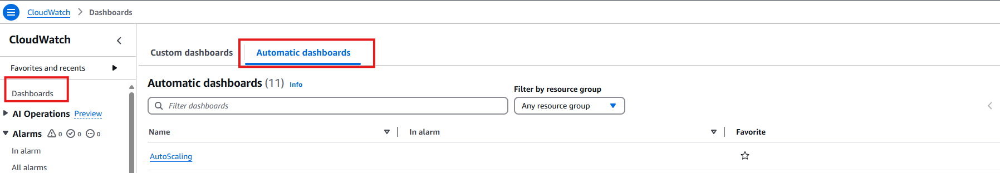 CloudWatch > Dashboards
CloudWatch
Favorites and recents
Dashboards
AI Operations Preview
Alarms 0 0 0
In alarm
All alarms
Custom dashboards Automatic dashboards
Automatic dashboards (11) Info
Filter by resource group
Filter dashboards
Any resource group
Name In alarm Favorite
AutoScaling